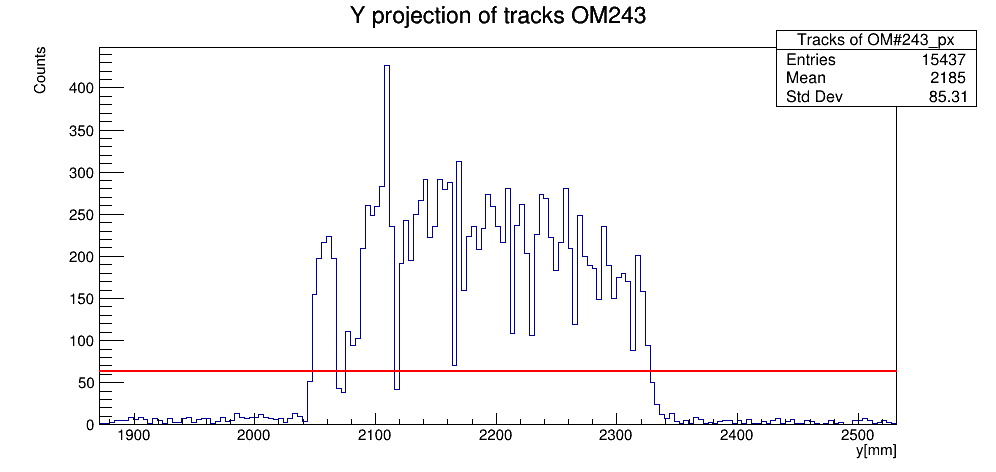 Y projection of tracks OM243
Tracks of OM#243_px
Entries 15437
Mean 2185
Std Dev 85.31
Counts
400
350
300
250
200
150
100
50
0
1900 2000 2100 2200 2300 2400 2500
y[mm]